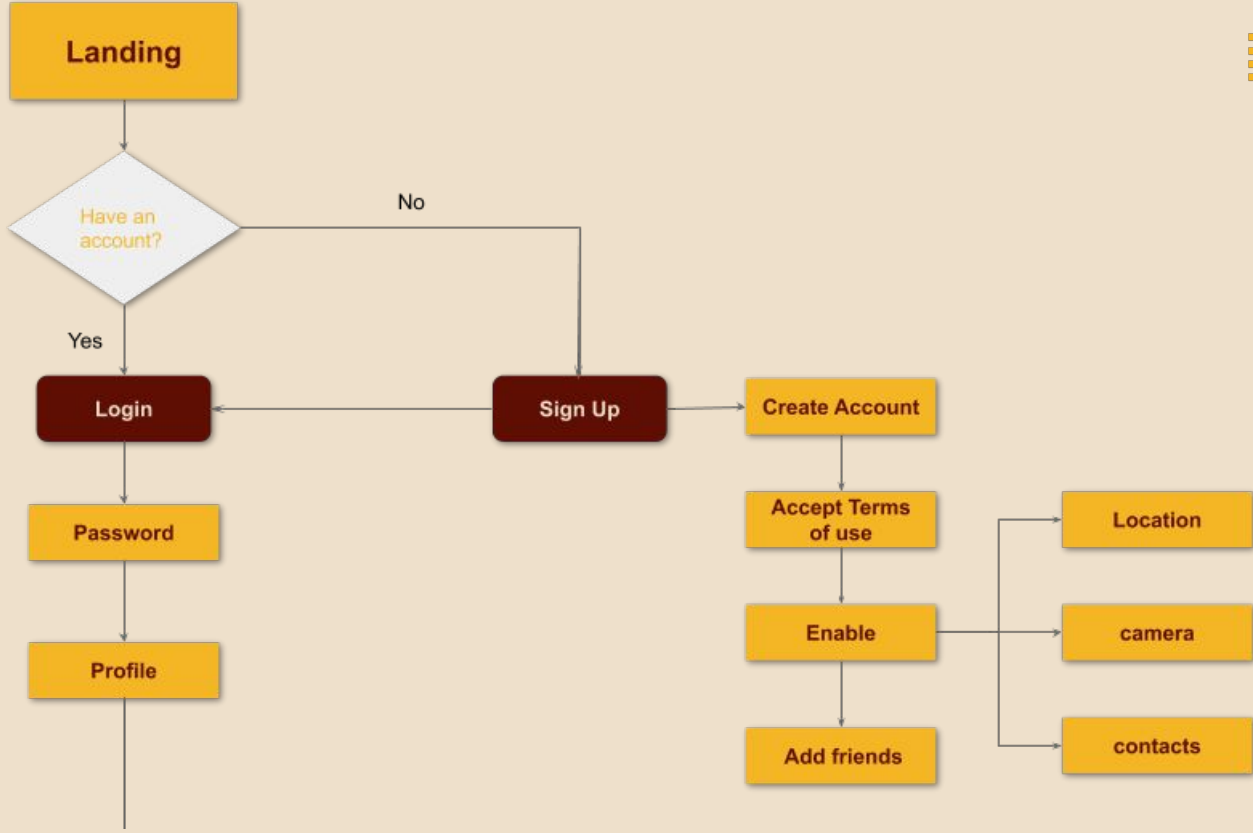 Landing
Have an
account?
No
Yes
Login
Sign Up
Create Account
Password
Accept Terms
of use
Location
Profile
Enable
camera
Add friends
contacts